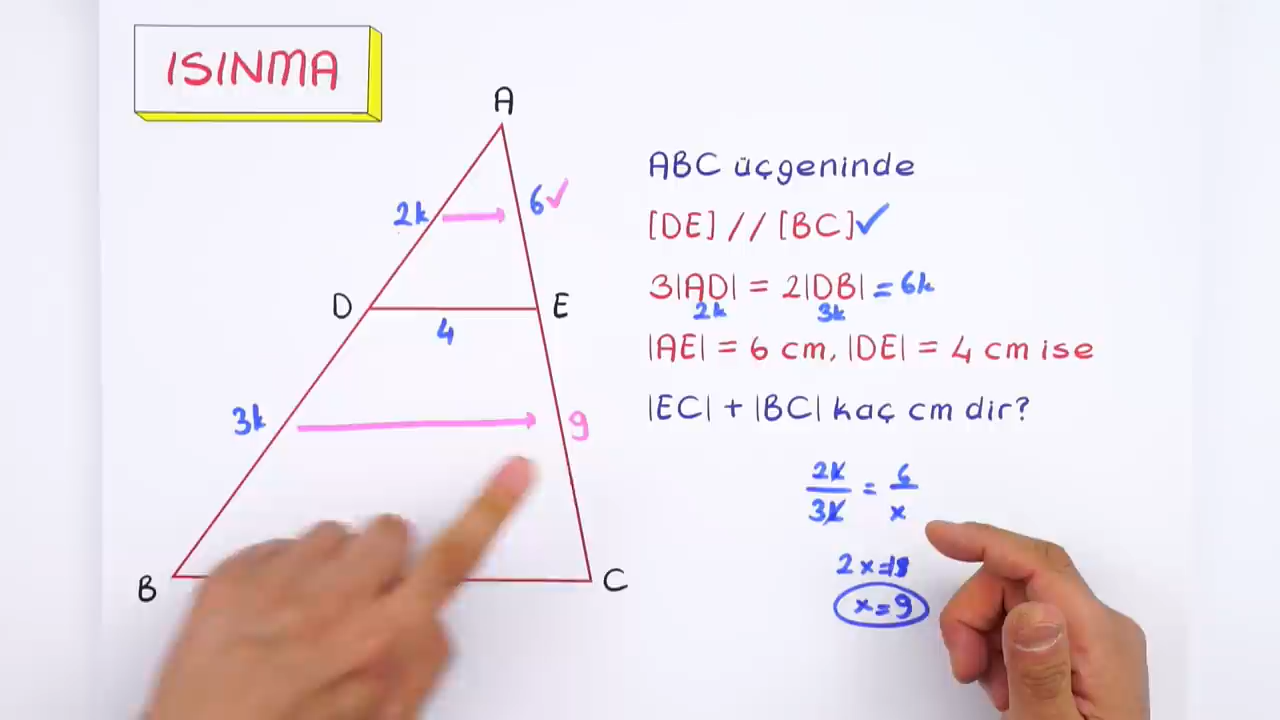 ISINMA
A
ABC üçgeninde
2k
6✓
[DE] // [BC]✓
3|AD| = 2|DB| = 6k
2k 3k
D
E
4
|AE| = 6 cm, |DE| = 4 cm ise
3k
9
|EC| + |BC| kaç cm dir?
2k/3k = 6/x
2x=18
x=9
B
C